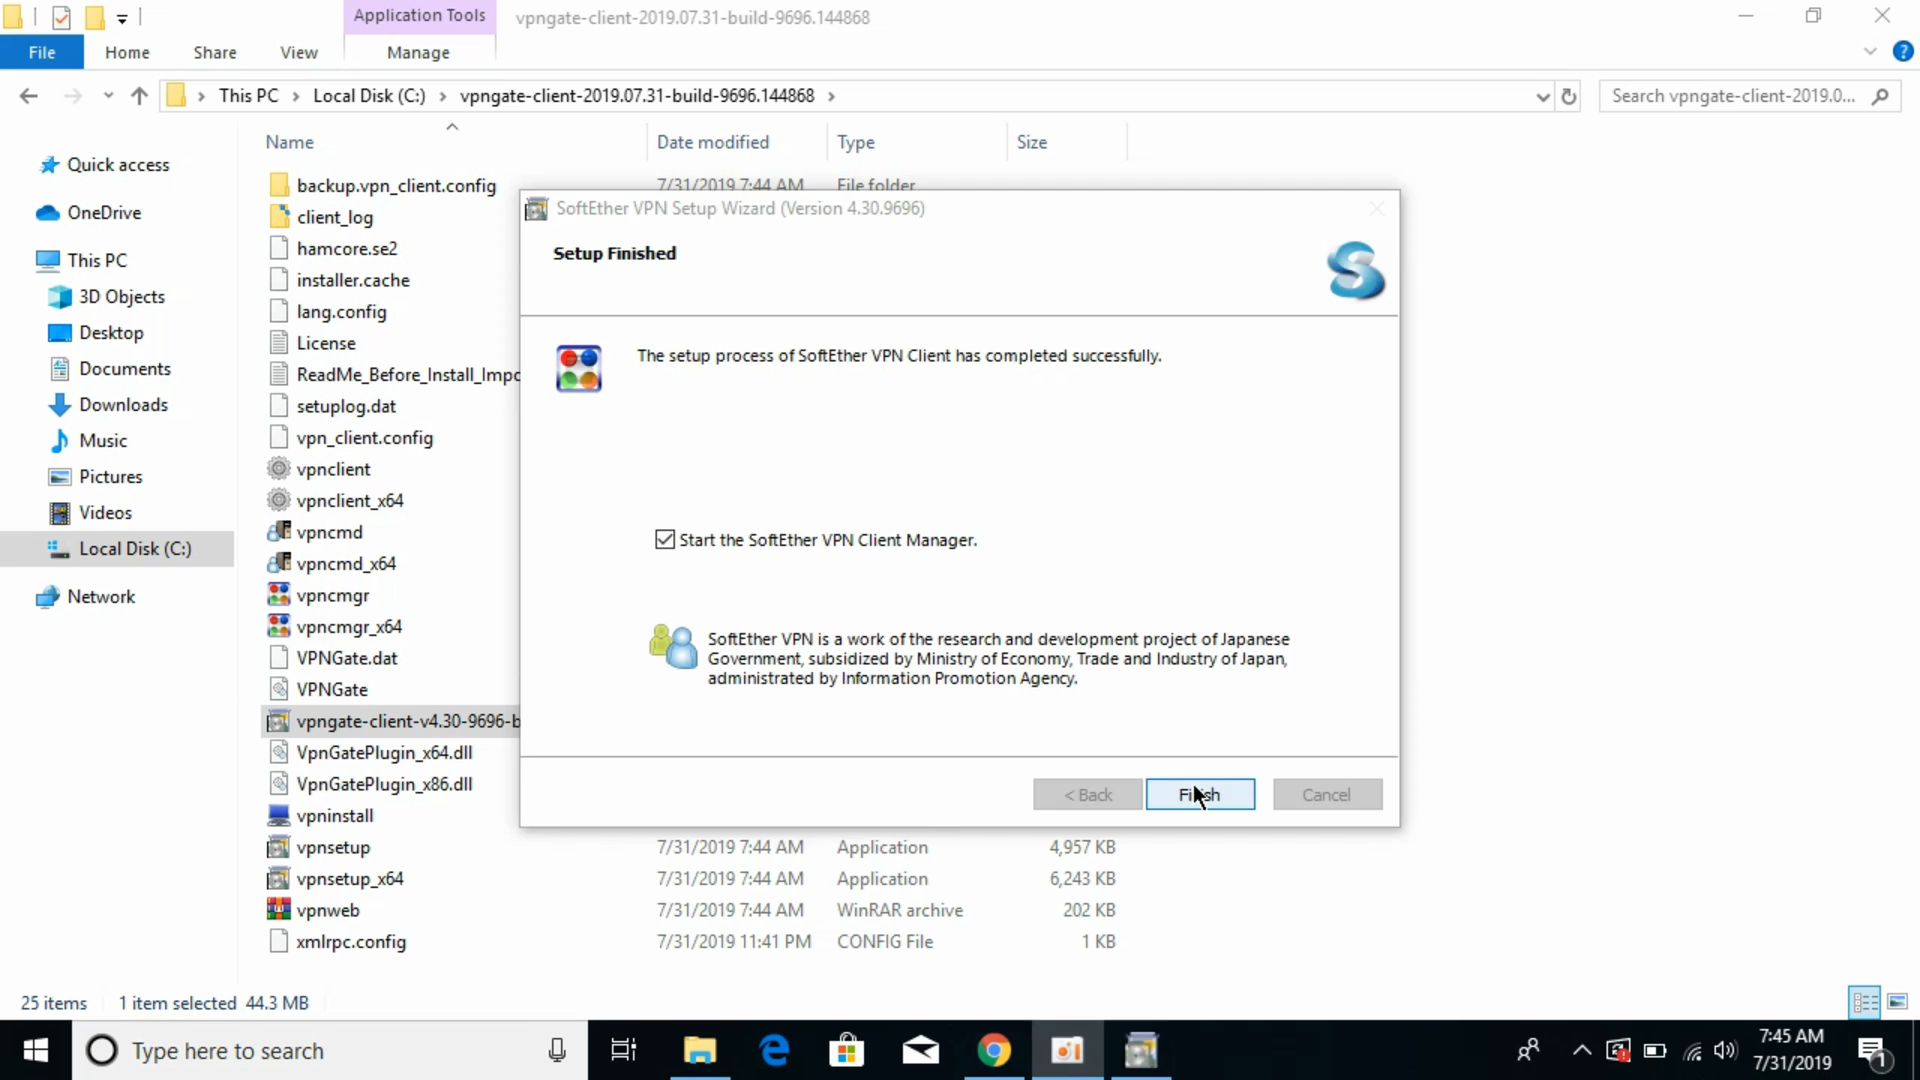 Application Tools
vpngate-client-2019.07.31-build-9696.144868
File
Home
Share
View
Manage
This PC
Local Disk (C:)
vpngate-client-2019.07.31-build-9696.144868
Search vpngate-client-2019.0...
Name
Date modified
Type
Size
Quick access
OneDrive
This PC
3D Objects
Desktop
Documents
Downloads
Music
Pictures
Videos
Local Disk (C:)
Network
backup.vpn_client.config 7/31/2019 7:44 AM File folder
client_log
hamcore.se2
installer.cache
lang.config
License
ReadMe_Before_Install_Impo
setuplog.dat
vpn_client.config
vpnclient
vpnclient_x64
vpncmd
vpncmd_x64
vpncmgr
vpncmgr_x64
VPNGate.dat
VPNGate
vpngate-client-v4.30-9696-b
VpnGatePlugin_x64.dll
VpnGatePlugin_x86.dll
vpninstall
vpnsetup 7/31/2019 7:44 AM Application 4,957 KB
vpnsetup_x64 7/31/2019 7:44 AM Application 6,243 KB
vpnweb 7/31/2019 7:44 AM WinRAR archive 202 KB
xmlrpc.config 7/31/2019 11:41 PM CONFIG File 1 KB
SoftEther VPN Setup Wizard (Version 4.30.9696)
Setup Finished
The setup process of SoftEther VPN Client has completed successfully.
Start the SoftEther VPN Client Manager.
SoftEther VPN is a work of the research and development project of Japanese
Government, subsidized by Ministry of Economy, Trade and Industry of Japan,
administrated by Information Promotion Agency.
< Back
Finish
Cancel
25 items
1 item selected 44.3 MB
Type here to search
7:45 AM
7/31/2019
1